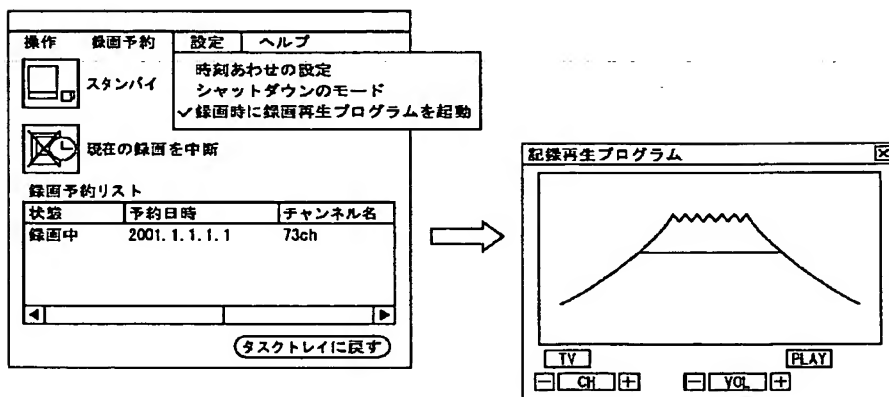 操作 録画予約 設定 ヘルプ
時刻あわせの設定
シャットダウンのモード
✓録画時に録画再生プログラムを起動
スタンバイ
現在の録画を中断
録画予約リスト
状態 予約日時 チャンネル名
録画中 2001. 1. 1. 1. 1 73ch
タスクトレイに戻す
記録再生プログラム
TV PLAY
CH VOL